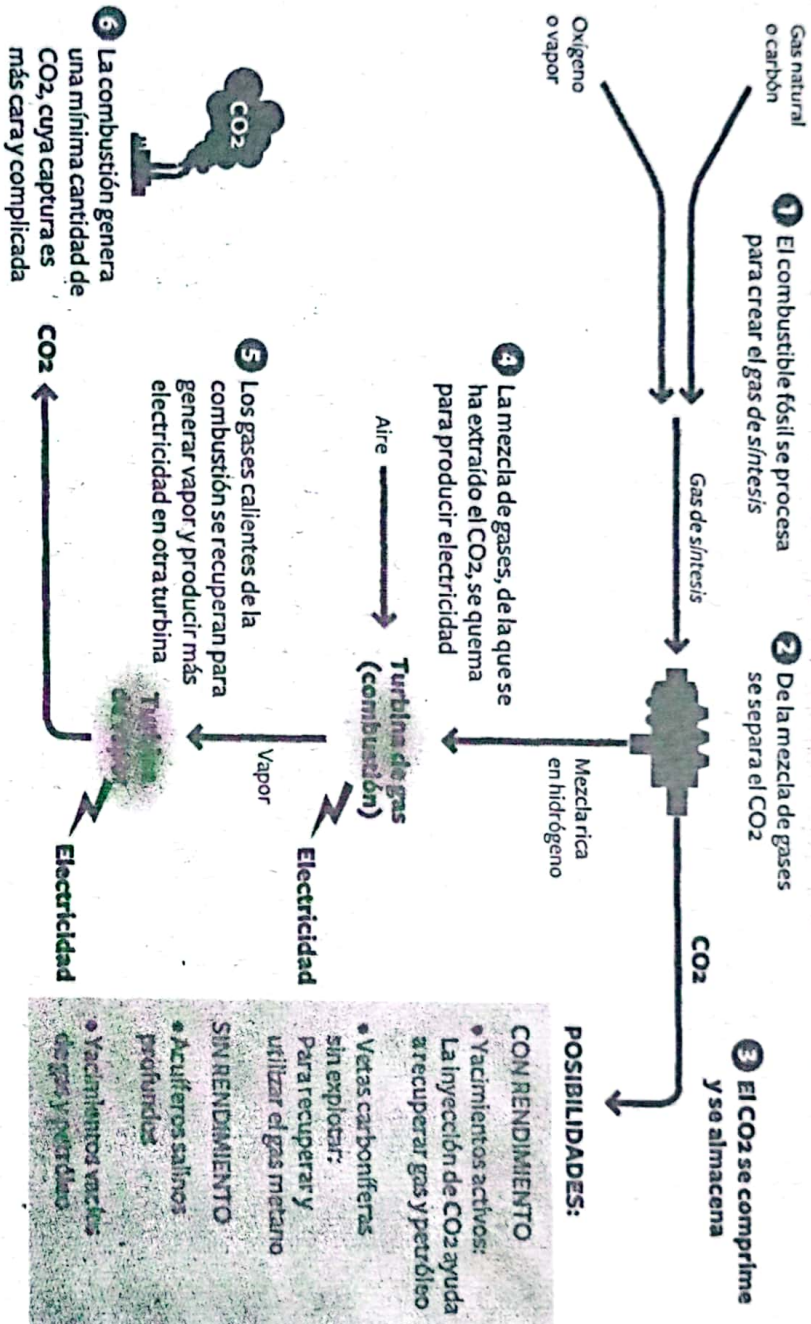 Gas natural
o carbón
Oxígeno
o vapor
1 El combustible fósil se procesa
para crear el gas de síntesis
Gas de síntesis
2 De la mezcla de gases
se separa el CO2
CO2
3 El CO2 se comprime
y se almacena
Mezcla rica
en hidrógeno
4 La mezcla de gases, de la que se
ha extraído el CO2, se quema
para producir electricidad
Aire
Turbina de gas
(combustión)
Electricidad
Vapor
5 Los gases calientes de la
combustión se recuperan para
generar vapor y producir más
electricidad en otra turbina
Electricidad
CO2
CO2
6 La combustión genera
una mínima cantidad de
CO2, cuya captura es
más cara y complicada
POSIBILIDADES:
CON RENDIMIENTO
• Yacimientos activos:
La inyección de CO2 ayuda
a recuperar gas y petróleo
• Vetas carboníferas
sin explotar:
Para recuperar y
utilizar el gas metano
SIN RENDIMIENTO
• Acuíferos salinos
profundos
• Yacimientos vacíos
de gas y petróleo